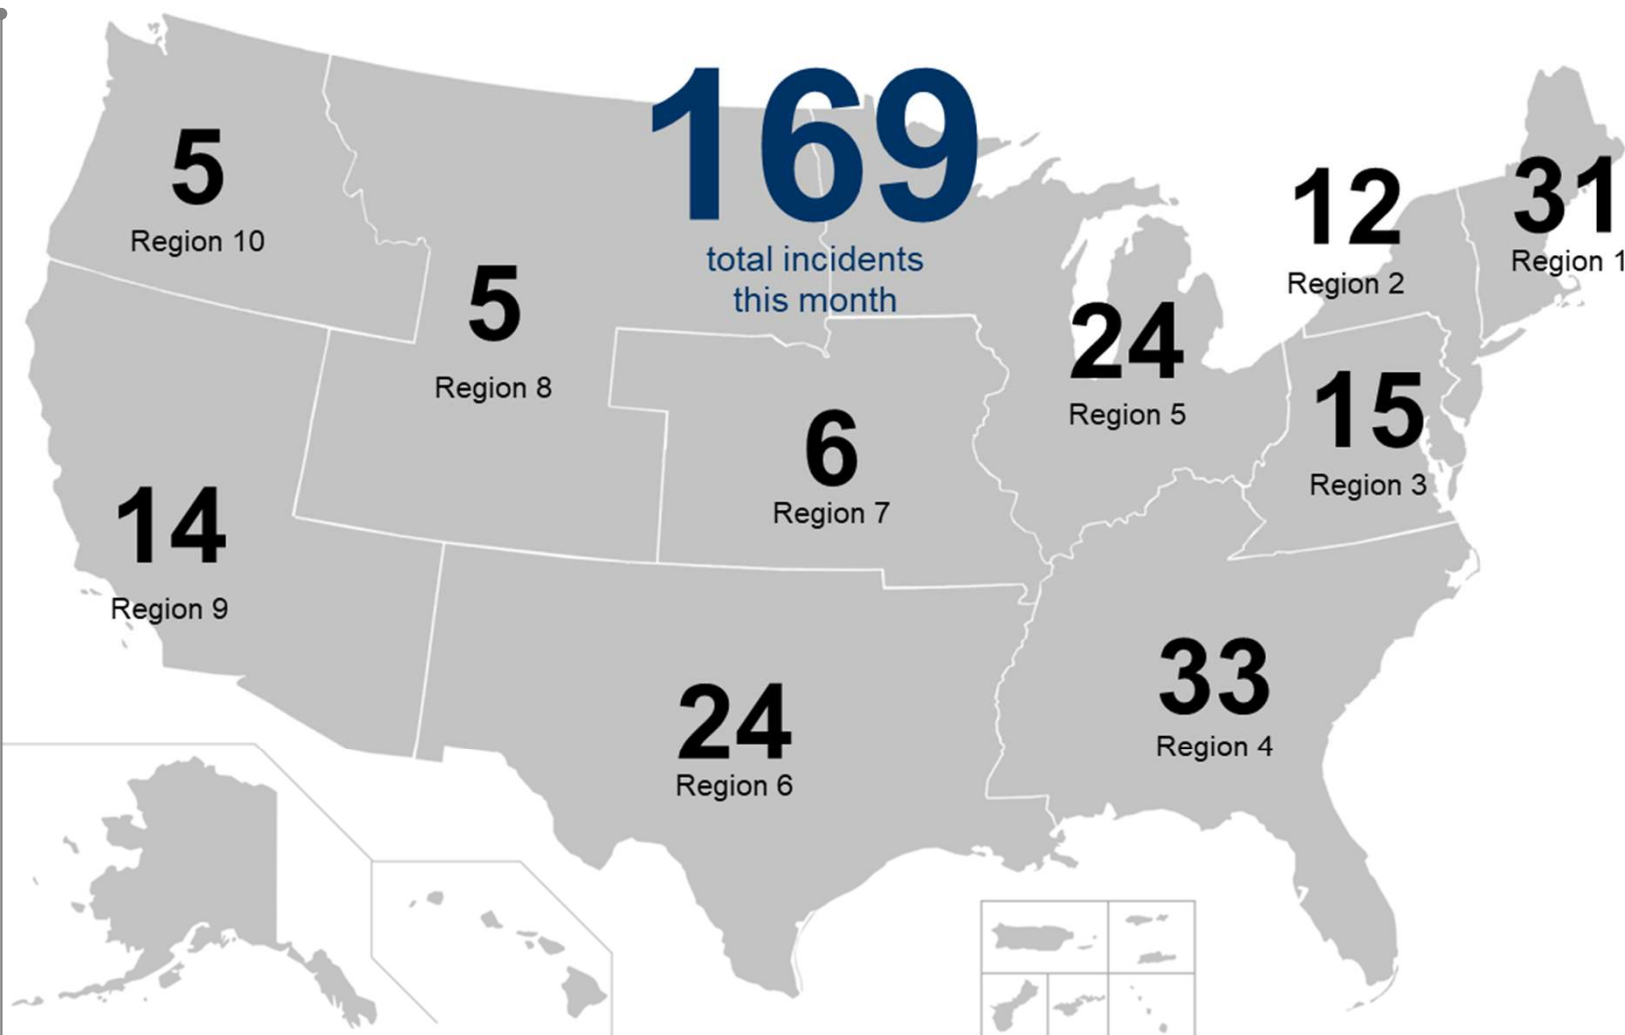 169
total incidents
this month
5
Region 10
5
Region 8
12
Region 2
31
Region 1
24
Region 5
15
Region 3
6
Region 7
14
Region 9
24
Region 6
33
Region 4